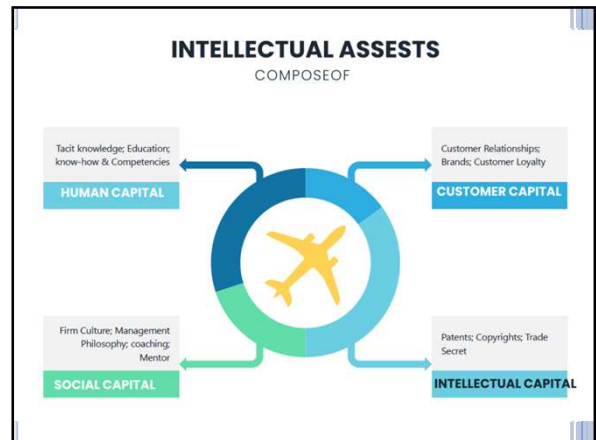 INTELLECTUAL ASSESTS
COMPOSEOF
Tacit knowledge; Education;
know-how & Competencies
HUMAN CAPITAL
Customer Relationships;
Brands; Customer Loyalty
CUSTOMER CAPITAL
Firm Culture; Management
Philosophy; coaching;
Mentor
SOCIAL CAPITAL
Patents; Copyrights; Trade
Secret
INTELLECTUAL CAPITAL